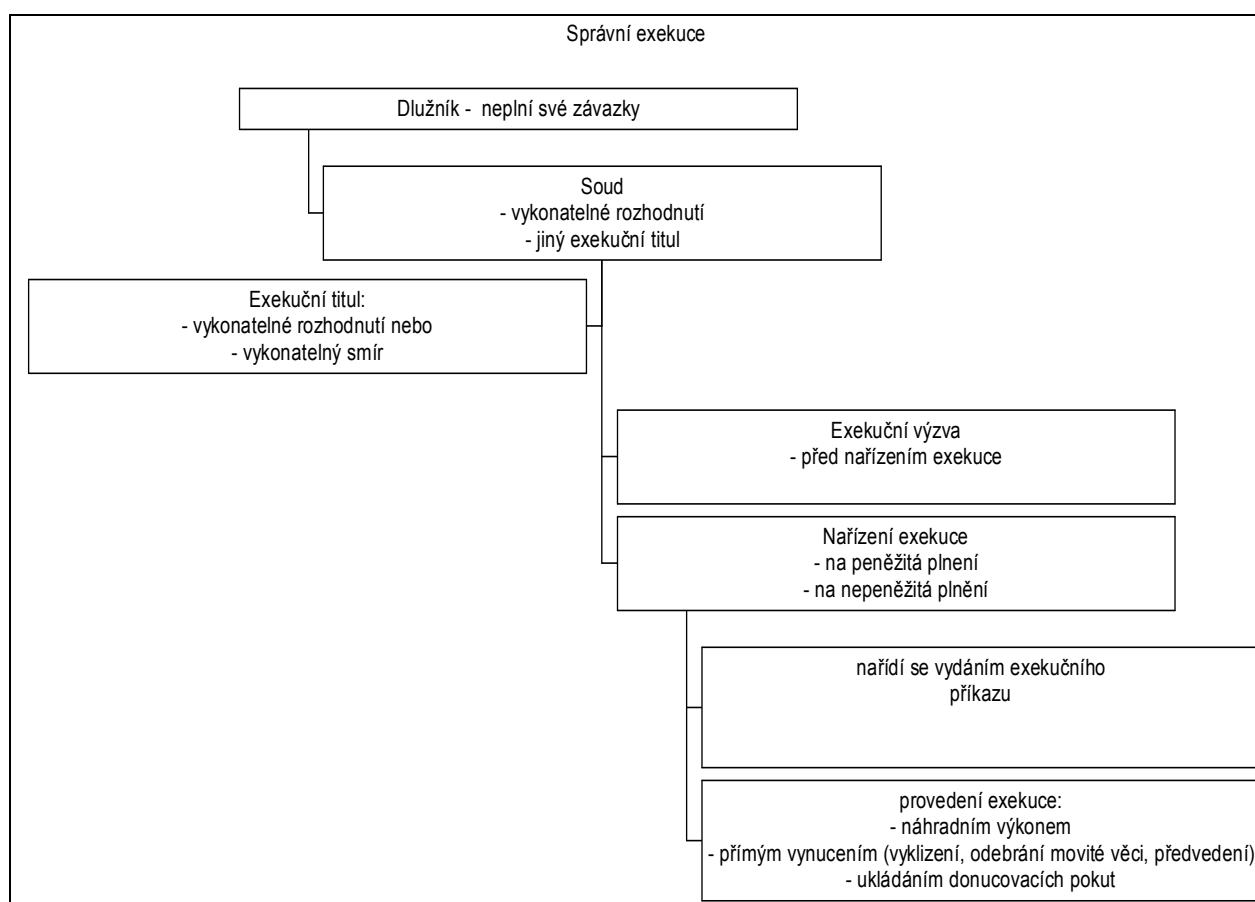 Správní exekuce
Dlužník - neplní své závazky
Soud
- vykonatelné rozhodnutí
- jiný exekuční titul
Exekuční titul:
- vykonatelné rozhodnutí nebo
- vykonatelný smír
Exekuční výzva
- před nařízením exekuce
Nařízení exekuce
- na peněžitá plnení
- na nepeněžitá plnění
nařídí se vydáním exekučního
příkazu
provedení exekuce:
- náhradním výkonem
- přímým vynucením (vyklizení, odebrání movité věci, předvedení)
- ukládáním donucovacích pokut